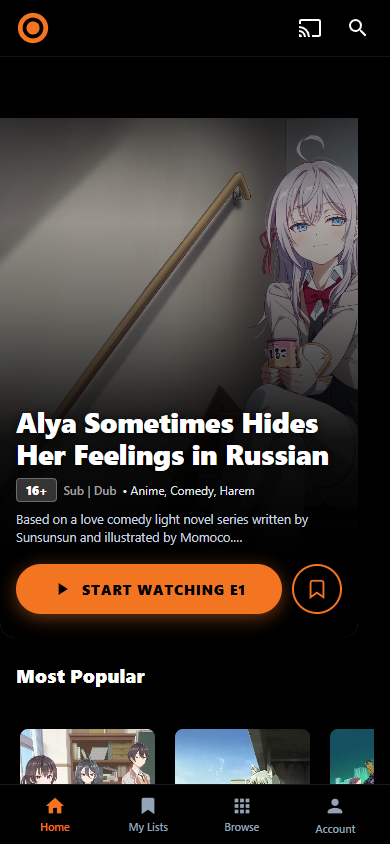 Alya Sometimes Hides
Her Feelings in Russian
16+ Sub | Dub • Anime, Comedy, Harem
Based on a love comedy light novel series written by
Sunsunsun and illustrated by Momoco....
START WATCHING E1
Most Popular
Home My Lists Browse Account